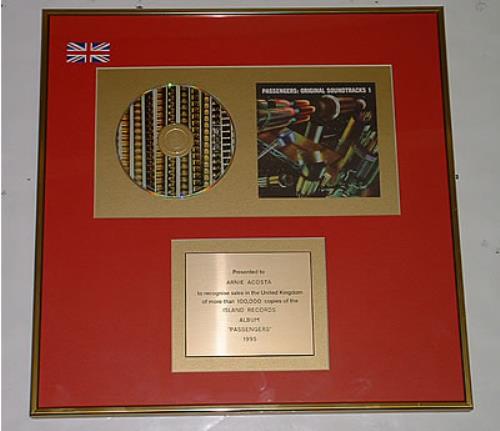 PASSENGERS: ORIGINAL SOUNDTRACKS 1
Presented to
ARNIE ACOSTA
to recognise sales in the United Kingdom
of more than 100,000 copies of the
ISLAND RECORDS
ALBUM
"PASSENGERS"
1995